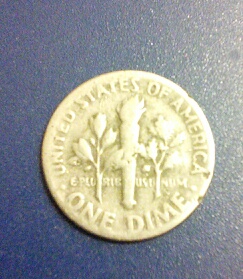 UNITED STATES OF AMERICA
E PLURIBUS UNUM
ONE DIME